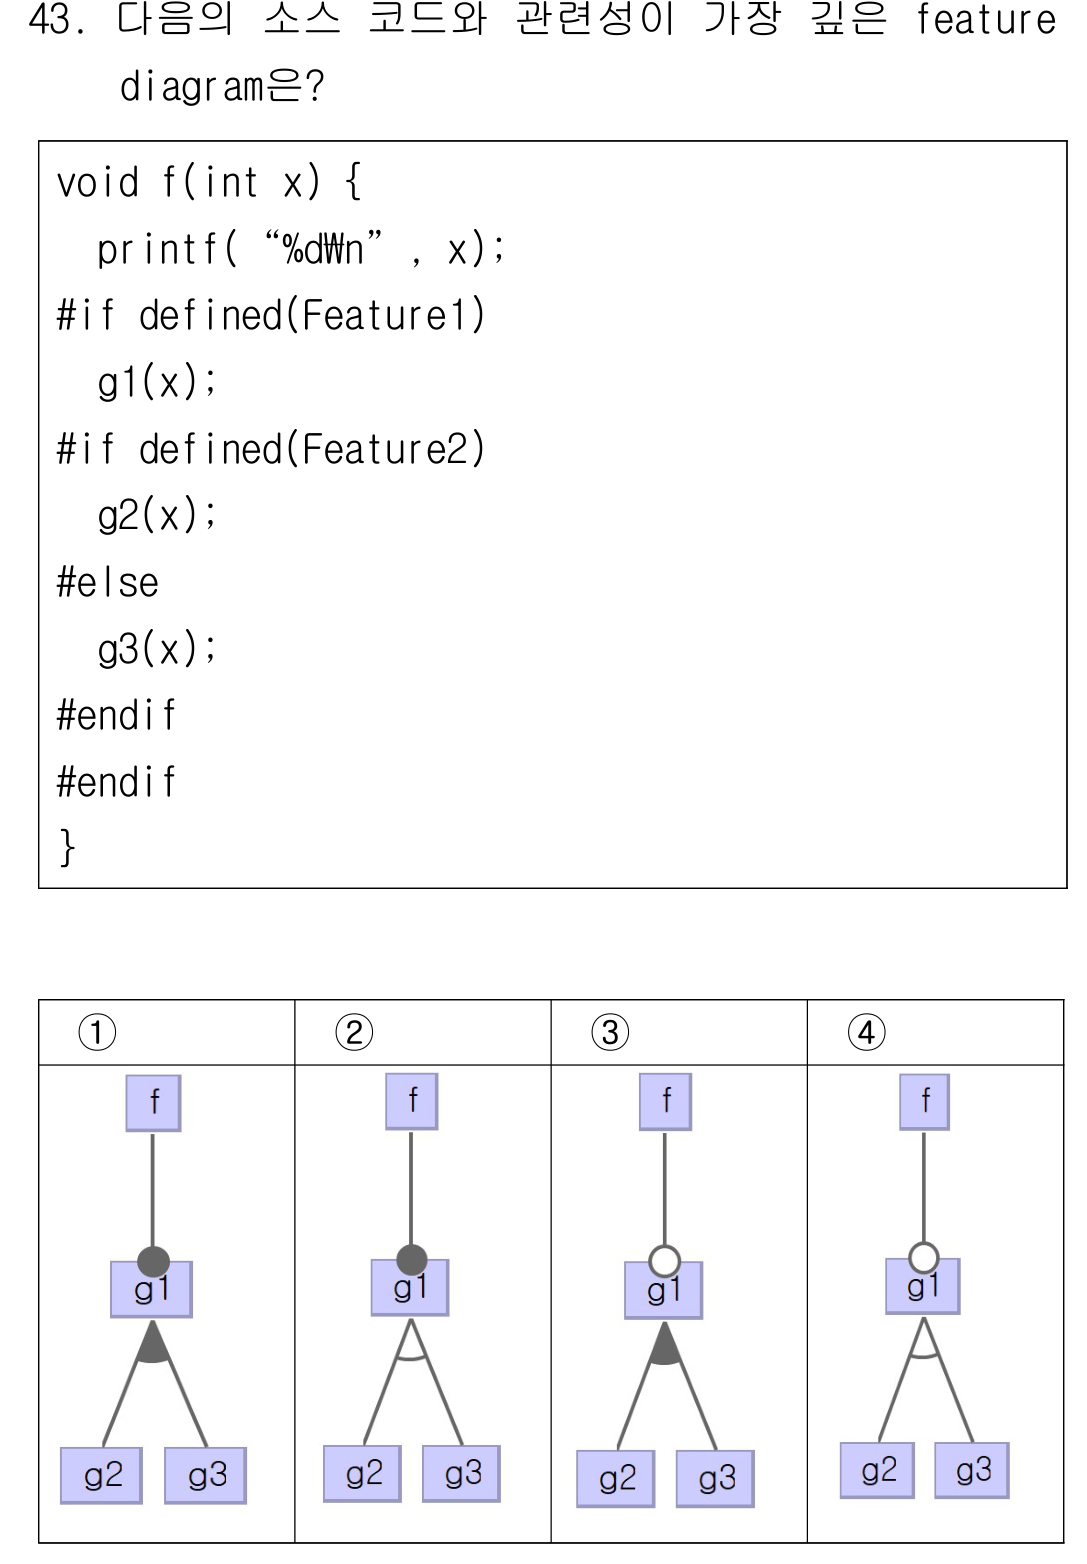 43. 다음의 소스 코드와 관련성이 가장 깊은 feature
diagram은?
void f(int x) {
printf( “%d₩n” , x);
#if defined(Feature1)
g1(x);
#if defined(Feature2)
g2(x);
#else
g3(x);
#endif
#endif
}
① ② ③ ④
f f f f
g1 g1 g1 g1
g2 g3 g2 g3 g2 g3 g2 g3